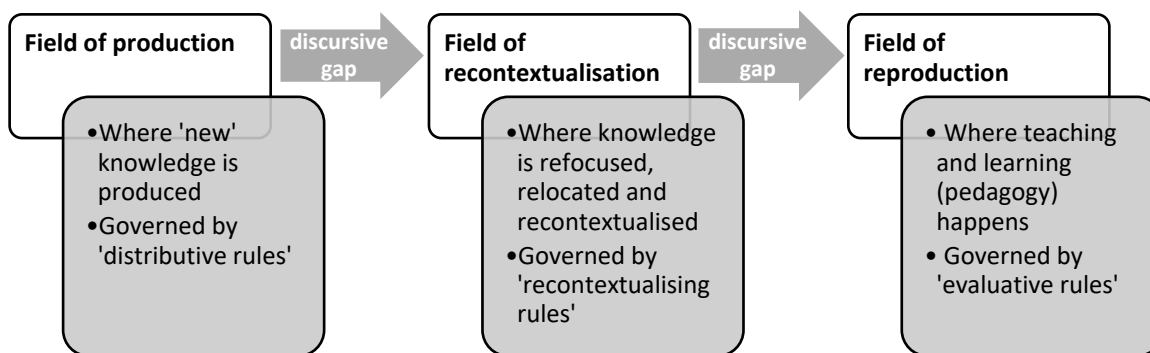 Field of production
discursive
gap
Field of
recontextualisation
discursive
gap
Field of
reproduction
•Where 'new'
knowledge is
produced
•Governed by
'distributive rules'
•Where knowledge
is refocused,
relocated and
recontextualised
•Governed by
'recontextualising
rules'
• Where teaching
and learning
(pedagogy)
happens
• Governed by
'evaluative rules'